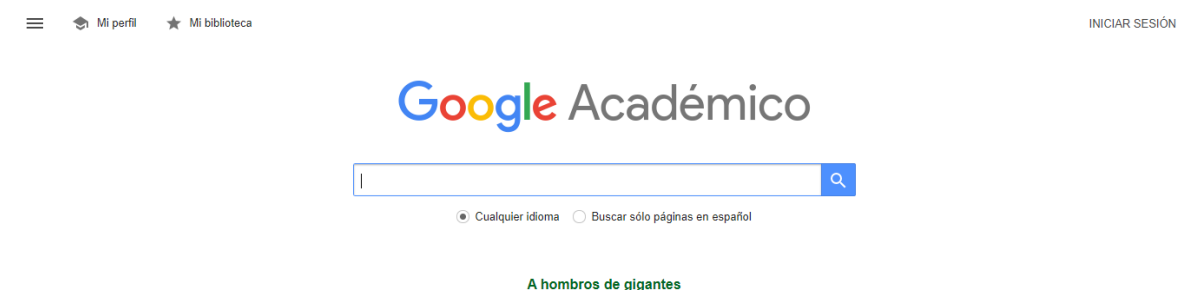 Mi perfil Mi biblioteca INICIAR SESIÓN
Google Académico
Cualquier idioma Buscar sólo páginas en español
A hombros de gigantes